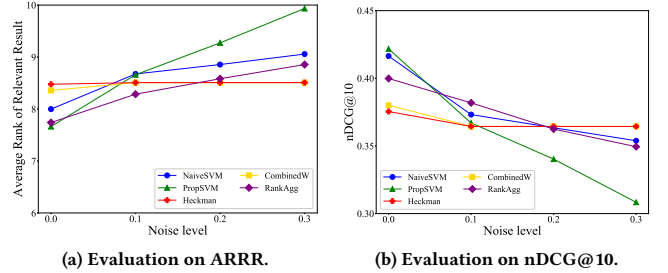 Average Rank of Relevant Result
10
9
8
7
6
NaiveSVM
PropSVM
Heckman
CombinedW
RankAgg
0.0 0.1 0.2 0.3
Noise level
(a) Evaluation on ARRR.
nDCG@10
0.45
0.40
0.35
0.30
NaiveSVM
PropSVM
Heckman
CombinedW
RankAgg
0.0 0.1 0.2 0.3
Noise level
(b) Evaluation on nDCG@10.